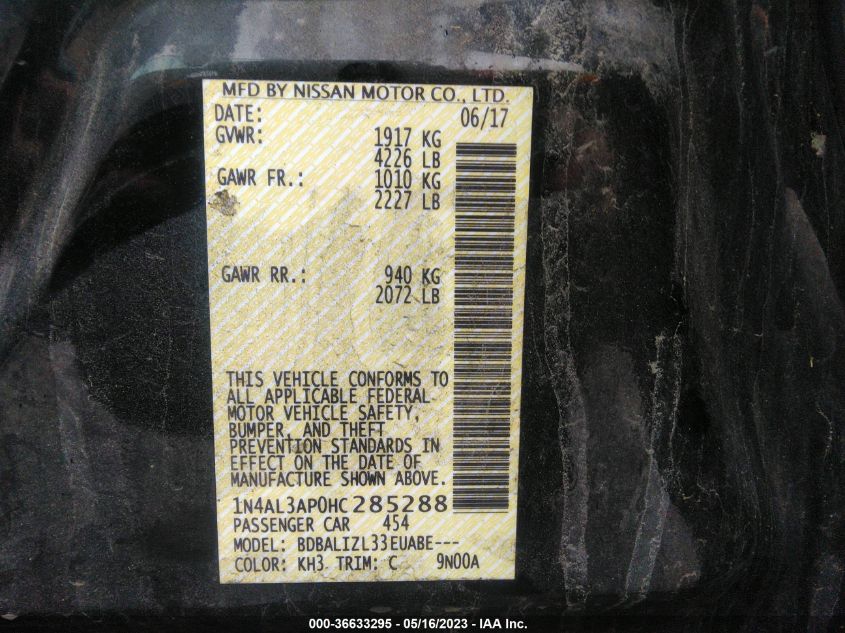 MFD BY NISSAN MOTOR CO., LTD.
DATE: 06/17
GVWR: 1917 KG
4226 LB
GAWR FR.: 1010 KG
2227 LB
GAWR RR.: 940 KG
2072 LB
THIS VEHICLE CONFORMS TO
ALL APPLICABLE FEDERAL
MOTOR VEHICLE SAFETY,
BUMPER, AND THEFT
PREVENTION STANDARDS IN
EFFECT ON THE DATE OF
MANUFACTURE SHOWN ABOVE.
1N4AL3AP0HC285288
PASSENGER CAR 454
MODEL: BDBALIZL33EUABE---
COLOR: KH3 TRIM: C 9N00A
000-36633295 - 05/16/2023 - IAA Inc.